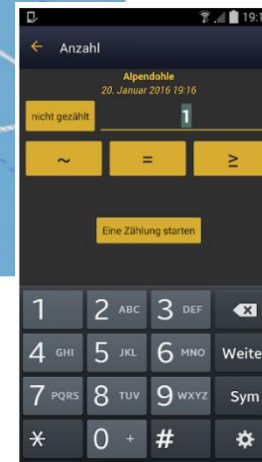 19:1
Anzahl
Alpendohle
20. Januar 2016 19:16
nicht gezählt 1
~ = ≥
Eine Zählung starten
1 2 ABC 3 DEF
4 GHI 5 JKL 6 MNO Weite
7 PQRS 8 TUV 9 WXYZ Sym
* 0 + #